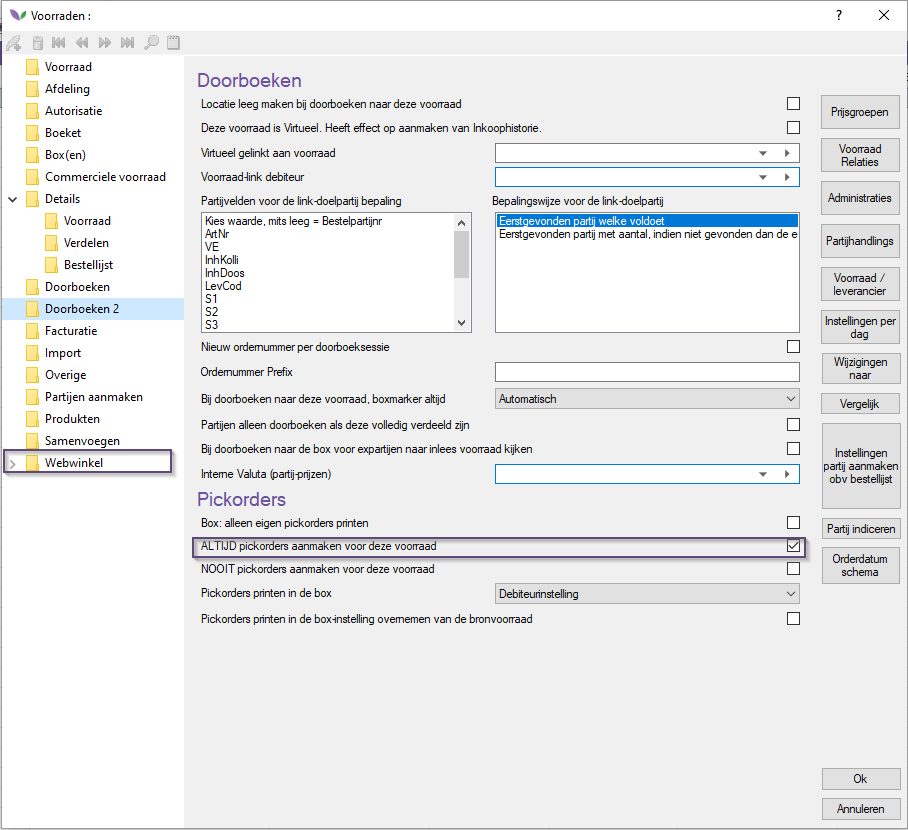 Voorraden :
?
Voorraad
Afdeling
Autorisatie
Boeket
Box(en)
Commerciele voorraad
Details
Voorraad
Verdelen
Bestellijst
Doorboeken
Doorboeken 2
Facturatie
Import
Overige
Partijen aanmaken
Produkten
Samenvoegen
Webwinkel
Doorboeken
Locatie leeg maken bij doorboeken naar deze voorraad
Deze voorraad is Virtueel. Heeft effect op aanmaken van Inkoophistorie.
Virtueel gelinkt aan voorraad
Voorraad-link debiteur
Partijvelden voor de link-doelpartij bepaling
Kies waarde, mits leeg = Bestelpartijnr
ArtNr
VE
InhKolli
InhDoos
LevCod
S1
S2
S3
Bepalingswijze voor de link-doelpartij
Eerstgevonden partij welke voldoet
Eerstgevonden partij met aantal, indien niet gevonden dan de e
Nieuw ordernummer per doorboeksessie
Ordernummer Prefix
Bij doorboeken naar deze voorraad, boxmarker altijd
Automatisch
Partijen alleen doorboeken als deze volledig verdeeld zijn
Bij doorboeken naar de box voor expartijen naar inlees voorraad kijken
Interne Valuta (partij-prijzen)
Pickorders
Box: alleen eigen pickorders printen
ALTIJD pickorders aanmaken voor deze voorraad
NOOIT pickorders aanmaken voor deze voorraad
Pickorders printen in de box
Debiteurinstelling
Pickorders printen in de box-instelling overnemen van de bronvoorraad
Prijsgroepen
Voorraad
Relaties
Administraties
Partijhandlings
Voorraad /
leverancier
Instellingen per
dag
Wijzigingen
naar
Vergelijk
Instellingen
partij aanmaken
obv bestellijst
Partij indiceren
Orderdatum
schema
Ok
Annuleren